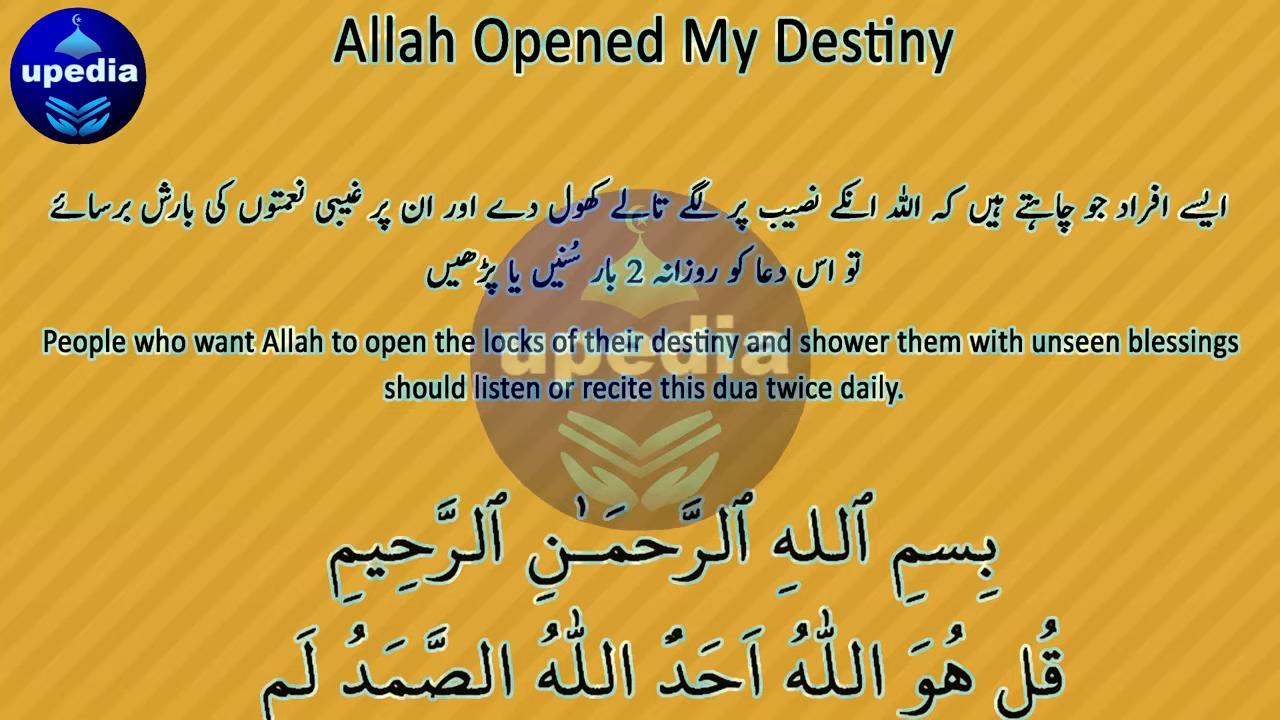 upedia
Allah Opened My Destiny
ایسے افراد جو چاہتے ہیں کہ اللہ انکے نصیب پر لگے تالے کھول دے اور ان پر غیبی نعمتوں کی بارش برسائے
تو اس دعا کو روزانہ 2 بار سُنیں یا پڑھیں
upedia
People who want Allah to open the locks of their destiny and shower them with unseen blessings
should listen or recite this dua twice daily.
بِسمِ ٱللهِ ٱلرَّحمَـٰنِ ٱلرَّحِيمِ
قُل هُوَ اللّٰهُ اَحَدٌ اللّٰهُ الصَّمَدُ لَم